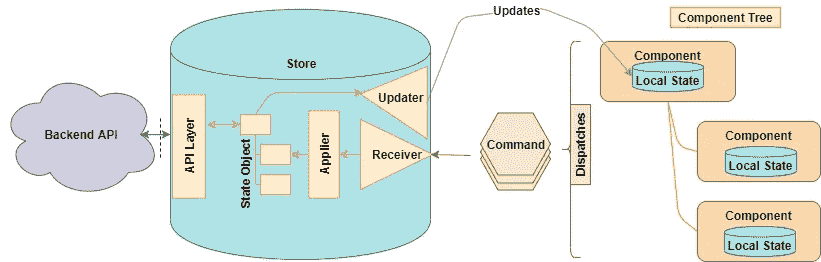 Backend API
Store
API Layer
State Object
Applier
Updater
Receiver
Updates
Command
Dispatches
Component Tree
Component
Local State
Component
Local State
Component
Local State